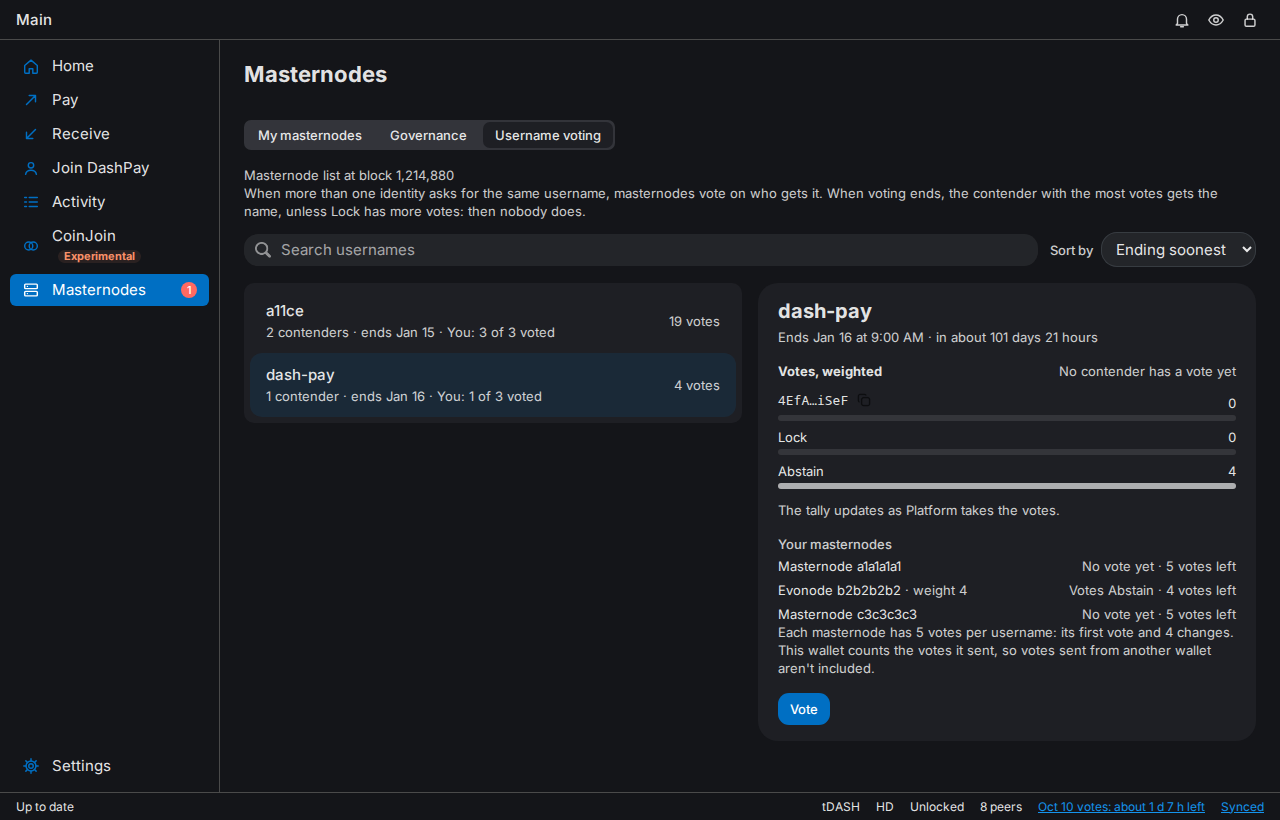 Main
Home
Pay
Receive
Join DashPay
Activity
CoinJoin
Experimental
Masternodes 1
Settings
Masternodes
My masternodes Governance Username voting
Masternode list at block 1,214,880
When more than one identity asks for the same username, masternodes vote on who gets it. When voting ends, the contender with the most votes gets the
name, unless Lock has more votes: then nobody does.
Search usernames
Sort by Ending soonest
a11ce
2 contenders · ends Jan 15 · You: 3 of 3 voted
19 votes
dash-pay
1 contender · ends Jan 16 · You: 1 of 3 voted
4 votes
dash-pay
Ends Jan 16 at 9:00 AM · in about 101 days 21 hours
Votes, weighted No contender has a vote yet
4EfA…iSeF 0
Lock 0
Abstain 4
The tally updates as Platform takes the votes.
Your masternodes
Masternode a1a1a1a1 No vote yet · 5 votes left
Evonode b2b2b2b2 · weight 4 Votes Abstain · 4 votes left
Masternode c3c3c3c3 No vote yet · 5 votes left
Each masternode has 5 votes per username: its first vote and 4 changes.
This wallet counts the votes it sent, so votes sent from another wallet
aren't included.
Vote
Up to date
tDASH HD Unlocked 8 peers Oct 10 votes: about 1 d 7 h left Synced